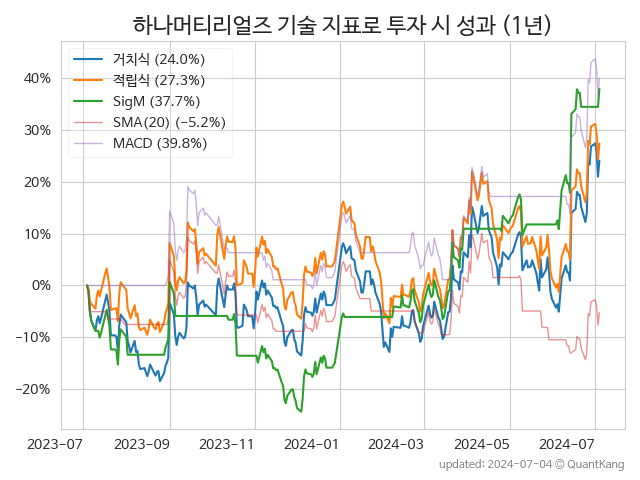 하나머티리얼즈 기술 지표로 투자 시 성과 (1년)
거치식 (24.0%)
적립식 (27.3%)
SigM (37.7%)
SMA(20) (−5.2%)
MACD (39.8%)
40%
30%
20%
10%
0%
−10%
−20%
2023-07 2023-09 2023-11 2024-01 2024-03 2024-05 2024-07
updated: 2024-07-04 © QuantKang